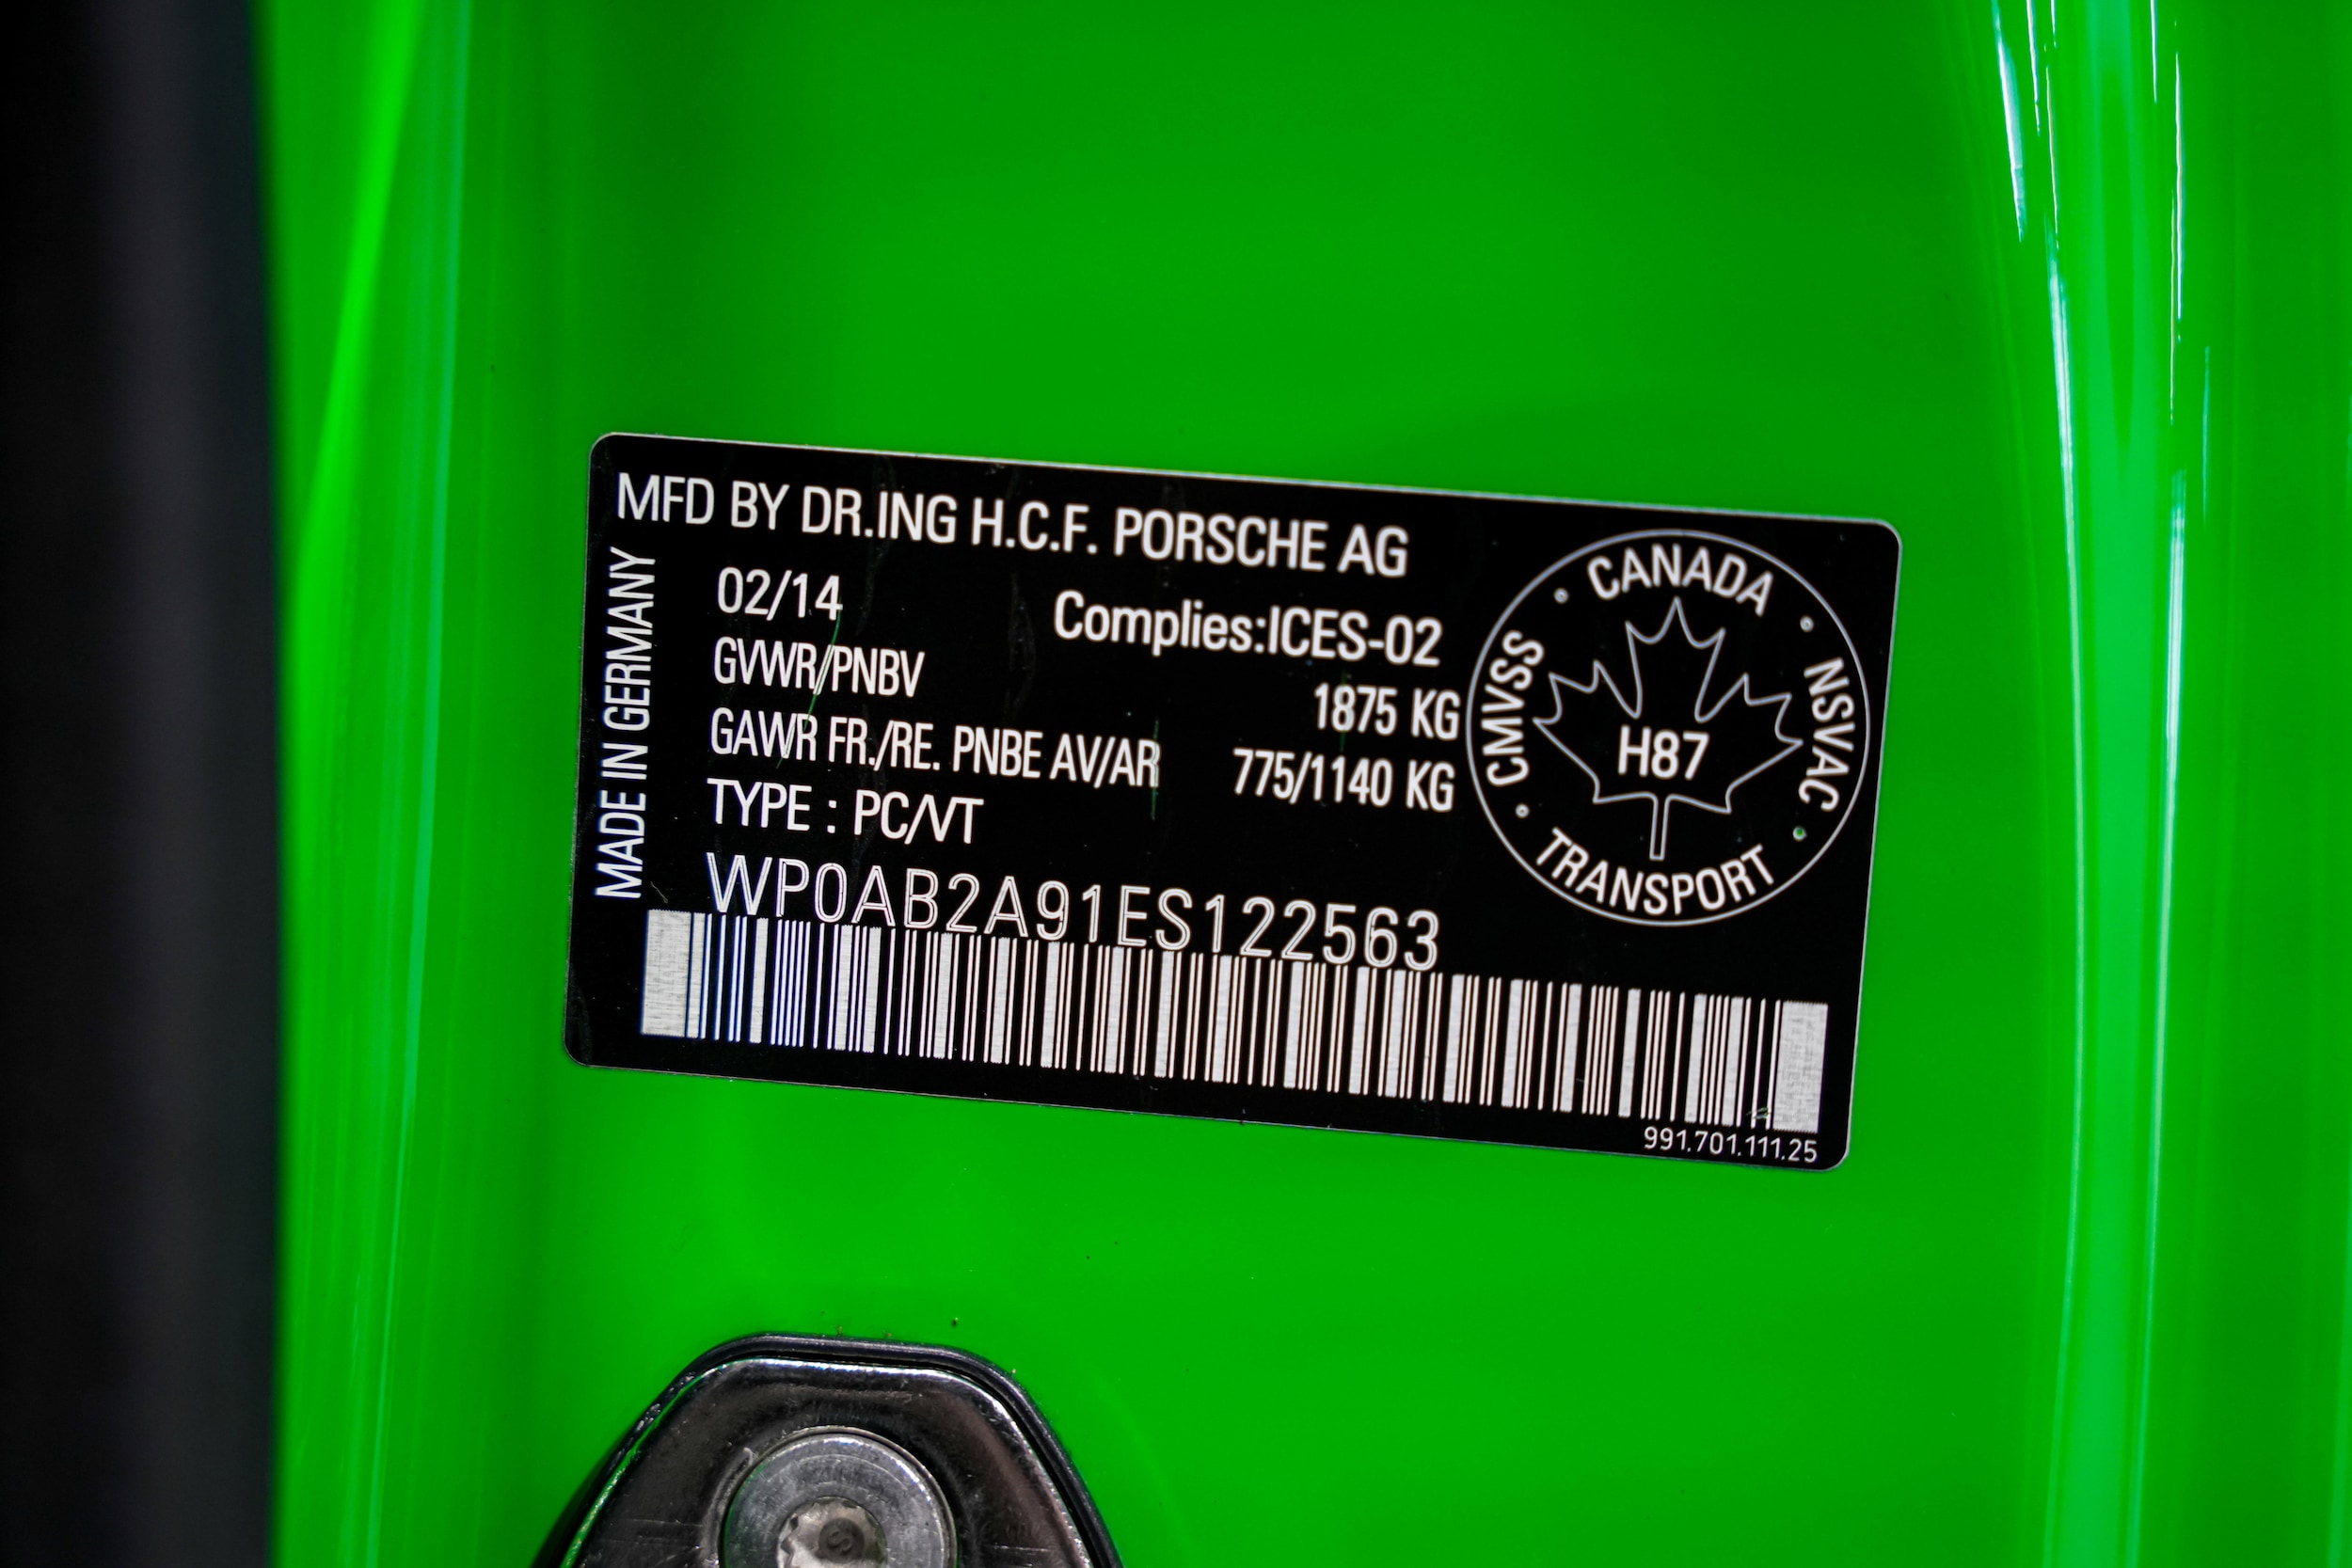 MFD BY DR.ING H.C.F. PORSCHE AG
MADE IN GERMANY
02/14 Complies:ICES-02
GVWR/PNBV 1875 KG
GAWR FR./RE. PNBE AV/AR 775/1140 KG
TYPE : PC/VT
WP0AB2A91ES122563
CANADA
CMVSS
NSVAC
H87
TRANSPORT
H
991.701.111.25